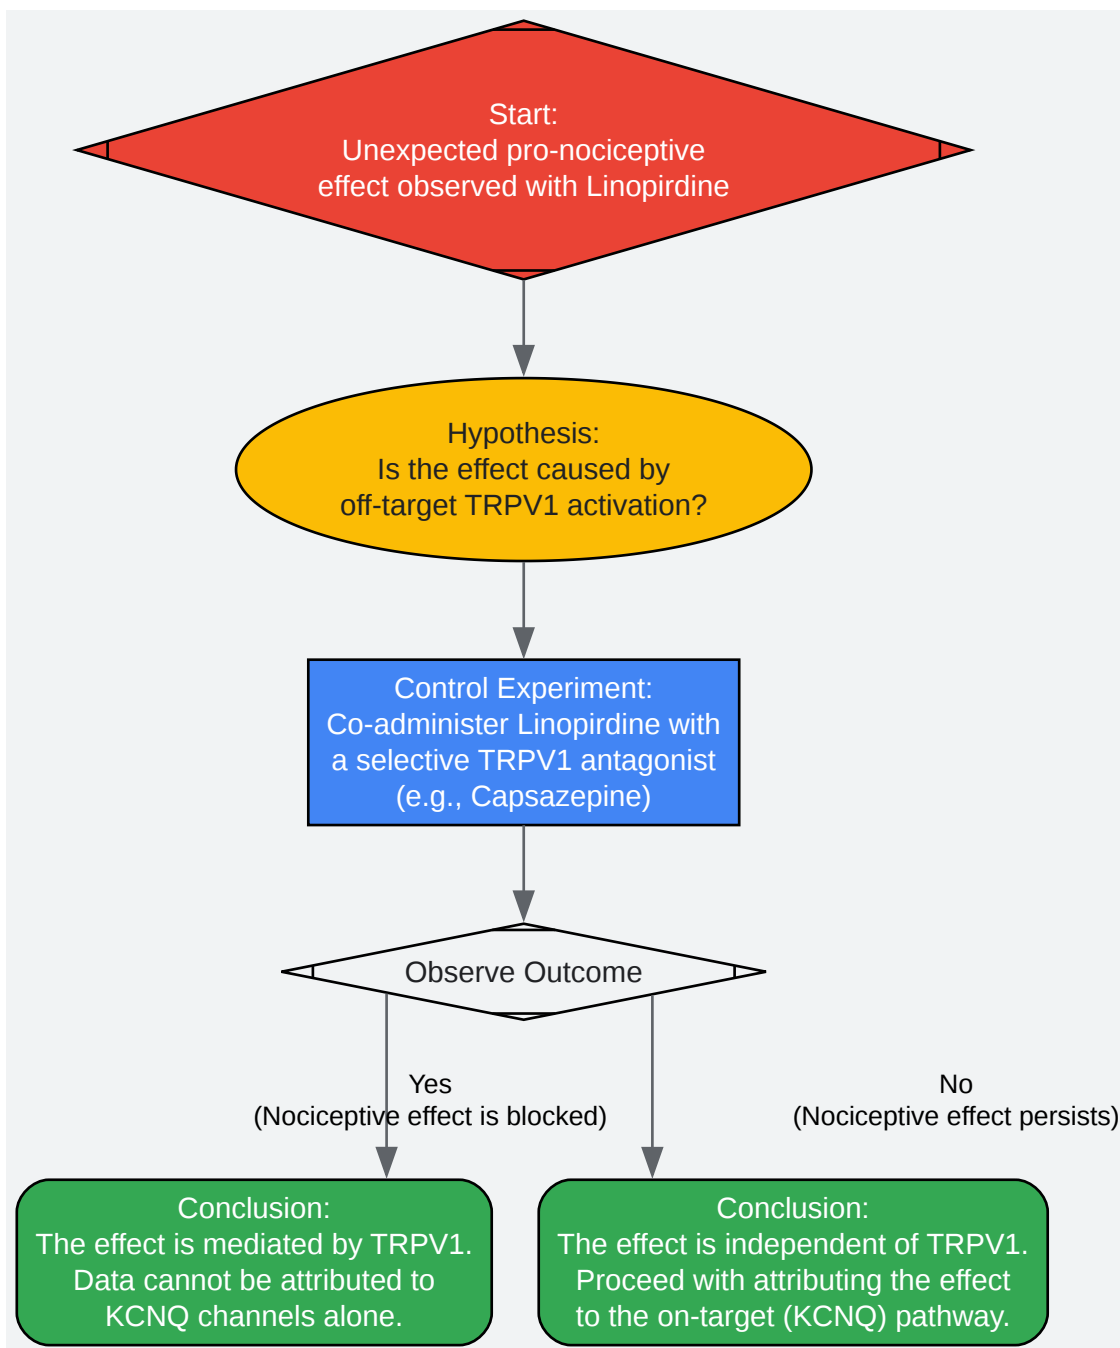 Start:
Unexpected pro-nociceptive
effect observed with Linopirdine
Hypothesis:
Is the effect caused by
off-target TRPV1 activation?
Control Experiment:
Co-administer Linopirdine with
a selective TRPV1 antagonist
(e.g., Capsazepine)
Observe Outcome
Yes
(Nociceptive effect is blocked)
No
(Nociceptive effect persists)
Conclusion:
The effect is mediated by TRPV1.
Data cannot be attributed to
KCNQ channels alone.
Conclusion:
The effect is independent of TRPV1.
Proceed with attributing the effect
to the on-target (KCNQ) pathway.